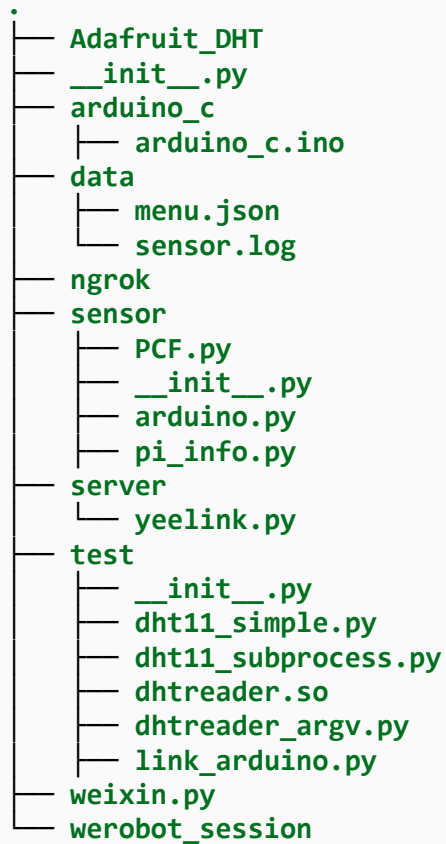 .
├── Adafruit_DHT
├── __init__.py
├── arduino_c
│   ├── arduino_c.ino
├── data
│   ├── menu.json
│   └── sensor.log
├── ngrok
├── sensor
│   ├── PCF.py
│   ├── __init__.py
│   ├── arduino.py
│   ├── pi_info.py
├── server
│   └── yeelink.py
├── test
│   ├── __init__.py
│   ├── dht11_simple.py
│   ├── dht11_subprocess.py
│   ├── dhtreader.so
│   ├── dhtreader_argv.py
│   ├── link_arduino.py
├── weixin.py
└── werobot_session